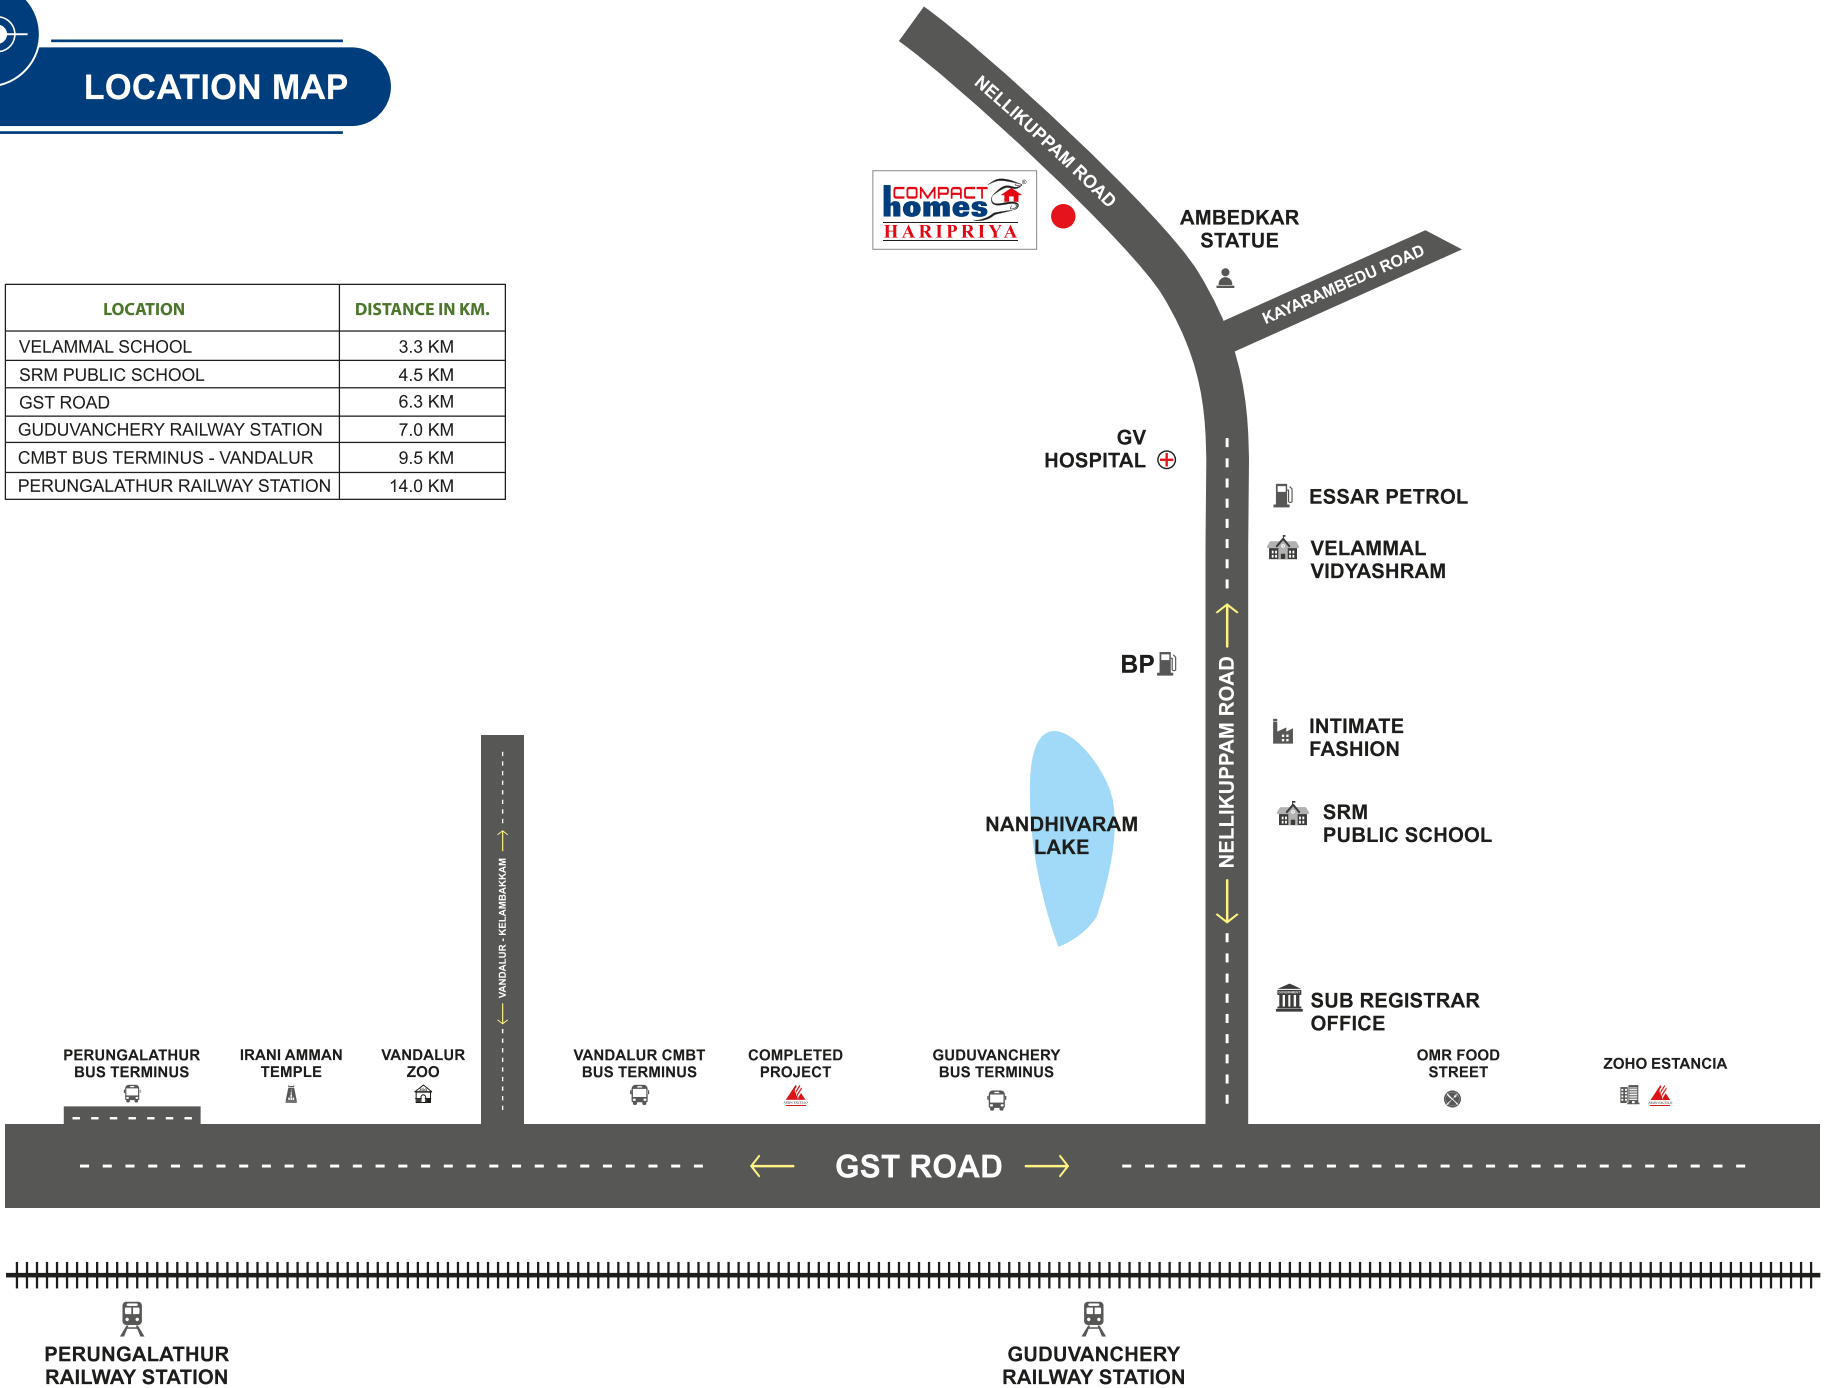 LOCATION MAP
NELLIKUPPAM ROAD
COMPACT
homes
HARIPRIYA
AMBEDKAR
STATUE
KAYARAMBEDU ROAD
LOCATION DISTANCE IN KM.
VELAMMAL SCHOOL 3.3 KM
SRM PUBLIC SCHOOL 4.5 KM
GST ROAD 6.3 KM
GUDUVANCHERY RAILWAY STATION 7.0 KM
CMBT BUS TERMINUS - VANDALUR 9.5 KM
PERUNGALATHUR RAILWAY STATION 14.0 KM
GV
HOSPITAL
ESSAR PETROL
VELAMMAL
VIDYASHRAM
BP
NELLIKUPPAM ROAD
INTIMATE
FASHION
SRM
PUBLIC SCHOOL
NANDHIVARAM
LAKE
VANDALUR - KELAMBAKKAM
SUB REGISTRAR
OFFICE
PERUNGALATHUR
BUS TERMINUS
IRANI AMMAN
TEMPLE
VANDALUR
ZOO
VANDALUR CMBT
BUS TERMINUS
COMPLETED
PROJECT
GUDUVANCHERY
BUS TERMINUS
OMR FOOD
STREET
ZOHO ESTANCIA
GST ROAD
PERUNGALATHUR
RAILWAY STATION
GUDUVANCHERY
RAILWAY STATION